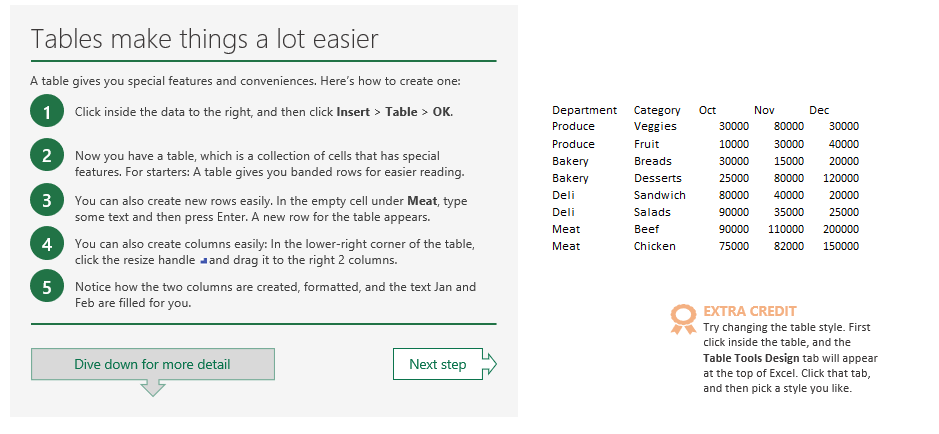 Tables make things a lot easier
A table gives you special features and conveniences. Here's how to create one:
1 Click inside the data to the right, and then click Insert > Table > OK.
2 Now you have a table, which is a collection of cells that has special
features. For starters: A table gives you banded rows for easier reading.
3 You can also create new rows easily. In the empty cell under Meat, type
some text and then press Enter. A new row for the table appears.
4 You can also create columns easily: In the lower-right corner of the table,
click the resize handle and drag it to the right 2 columns.
5 Notice how the two columns are created, formatted, and the text Jan and
Feb are filled for you.
Dive down for more detail
Next step
Department Category Oct Nov Dec
Produce Veggies 30000 80000 30000
Produce Fruit 10000 30000 40000
Bakery Breads 30000 15000 20000
Bakery Desserts 25000 80000 120000
Deli Sandwich 80000 40000 20000
Deli Salads 90000 35000 25000
Meat Beef 90000 110000 200000
Meat Chicken 75000 82000 150000
EXTRA CREDIT
Try changing the table style. First
click inside the table, and the
Table Tools Design tab will appear
at the top of Excel. Click that tab,
and then pick a style you like.